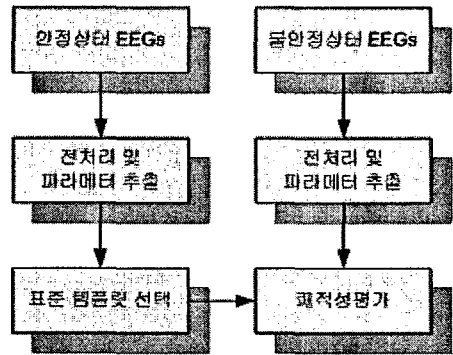 안정상태 EEGs
불안정상태 EEGs
전처리 및
파라메터 추출
전처리 및
파라메터 추출
표준 템플릿 선택
쾌적성평가